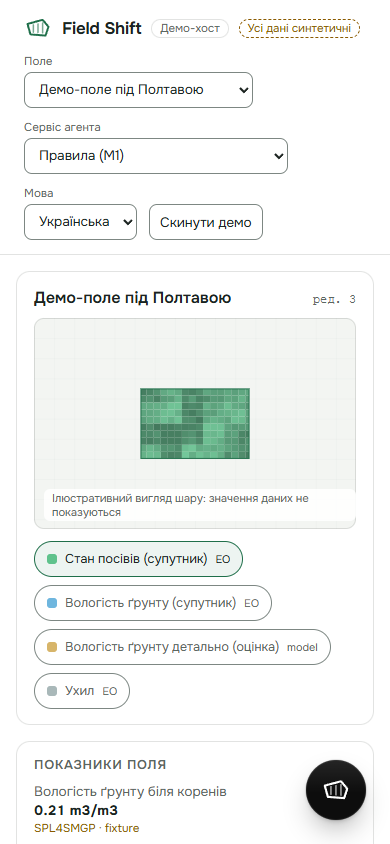 Field Shift Демо-хост Усі дані синтетичні
Поле
Демо-поле під Полтавою
Сервіс агента
Правила (M1)
Мова
Українська Скинути демо
Демо-поле під Полтавою ред. 3
Ілюстративний вигляд шару: значення даних не
показуються
Стан посівів (супутник) EO
Вологість ґрунту (супутник) EO
Вологість ґрунту детально (оцінка) model
Ухил EO
ПОКАЗНИКИ ПОЛЯ
Вологість ґрунту біля коренів
0.21 m3/m3
SPL4SMGP · fixture